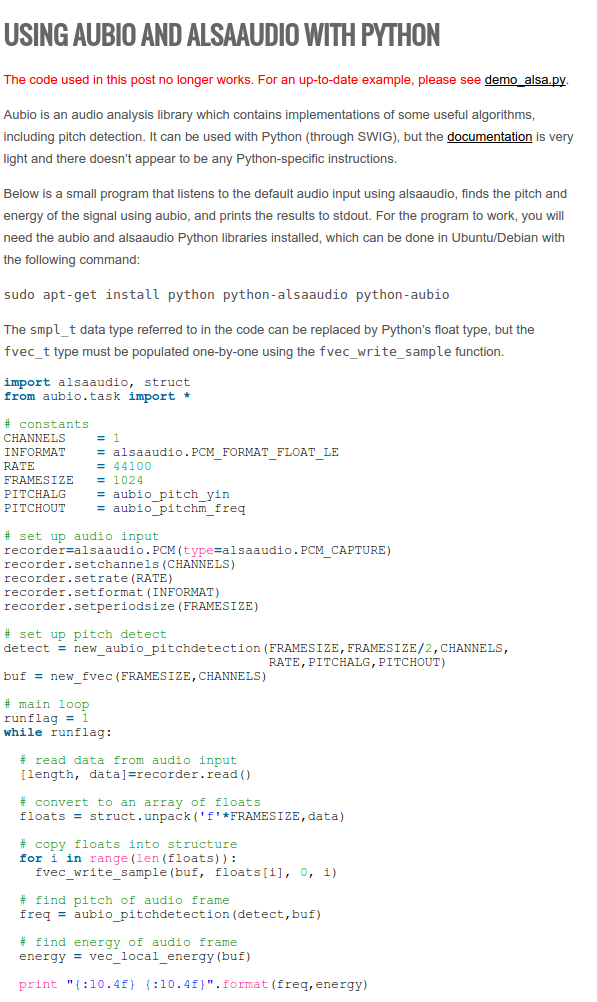 USING AUBIO AND ALSAAUDIO WITH PYTHON
The code used in this post no longer works. For an up-to-date example, please see demo_alsa.py.
Aubio is an audio analysis library which contains implementations of some useful algorithms,
including pitch detection. It can be used with Python (through SWIG), but the documentation is very
light and there doesn't appear to be any Python-specific instructions.
Below is a small program that listens to the default audio input using alsaaudio, finds the pitch and
energy of the signal using aubio, and prints the results to stdout. For the program to work, you will
need the aubio and alsaaudio Python libraries installed, which can be done in Ubuntu/Debian with
the following command:
sudo apt-get install python python-alsaaudio python-aubio
The smpl_t data type referred to in the code can be replaced by Python's float type, but the
fvec_t type must be populated one-by-one using the fvec_write_sample function.
import alsaaudio, struct
from aubio.task import *
# constants
CHANNELS    = 1
INFORMAT    = alsaaudio.PCM_FORMAT_FLOAT_LE
RATE        = 44100
FRAMESIZE   = 1024
PITCHALG    = aubio_pitch_yin
PITCHOUT    = aubio_pitchm_freq
# set up audio input
recorder=alsaaudio.PCM(type=alsaaudio.PCM_CAPTURE)
recorder.setchannels(CHANNELS)
recorder.setrate(RATE)
recorder.setformat(INFORMAT)
recorder.setperiodsize(FRAMESIZE)
# set up pitch detect
detect = new_aubio_pitchdetection(FRAMESIZE,FRAMESIZE/2,CHANNELS,
                                  RATE,PITCHALG,PITCHOUT)
buf = new_fvec(FRAMESIZE,CHANNELS)
# main loop
runflag = 1
while runflag:
  # read data from audio input
  [length, data]=recorder.read()
  # convert to an array of floats
  floats = struct.unpack('f'*FRAMESIZE,data)
  # copy floats into structure
  for i in range(len(floats)):
    fvec_write_sample(buf, floats[i], 0, i)
  # find pitch of audio frame
  freq = aubio_pitchdetection(detect,buf)
  # find energy of audio frame
  energy = vec_local_energy(buf)
  print "{:10.4f} {:10.4f}".format(freq,energy)